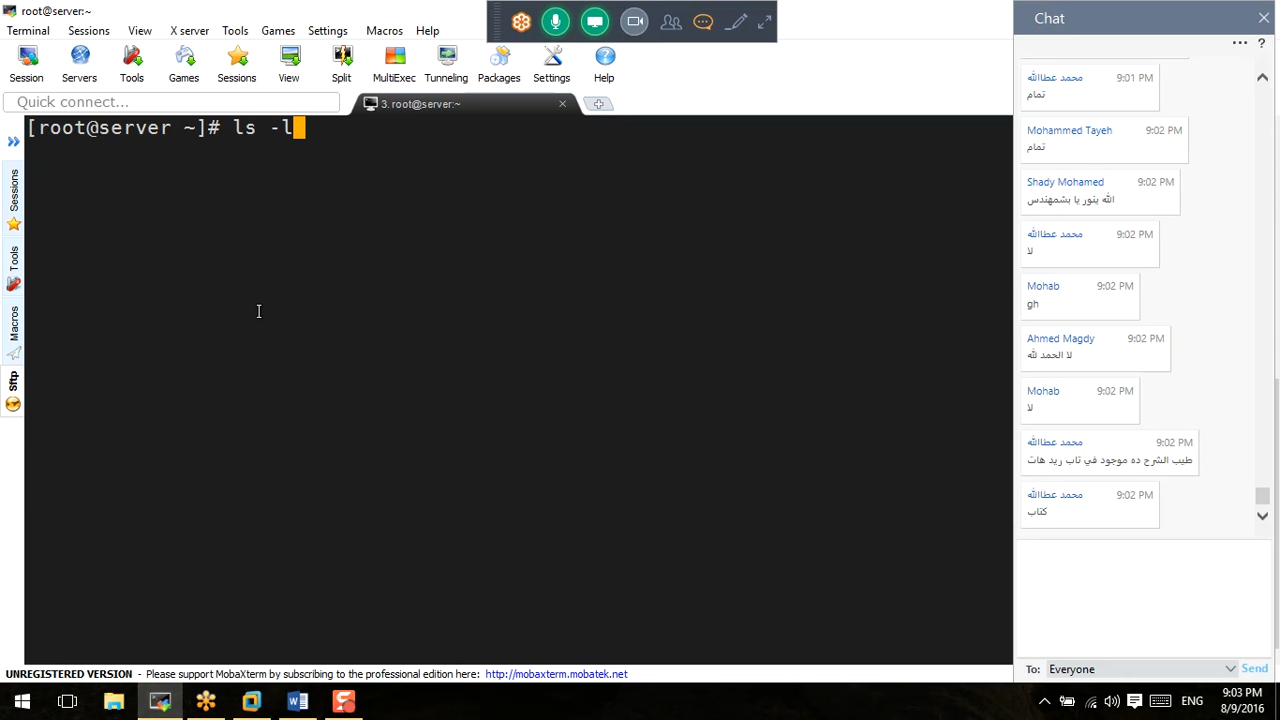 root@server:~
Terminal Sessions View X server Tools Games Settings Macros Help
Session Servers Tools Games Sessions View Split MultiExec Tunneling Packages Settings Help
Quick connect...
3. root@server:~
[root@server ~]# ls -l
Sessions
Tools
Macros
Sftp
UNREGISTERED VERSION - Please support MobaXterm by subscribing to the professional edition here: http://mobaxterm.mobatek.net
Chat
محمد عطاالله 9:01 PM
تمام
Mohammed Tayeh 9:02 PM
تمام
Shady Mohamed 9:02 PM
الله ينور يا بشمهندس
محمد عطاالله 9:02 PM
لا
Mohab 9:02 PM
gh
Ahmed Magdy 9:02 PM
لا الحمد لله
Mohab 9:02 PM
لا
محمد عطاالله 9:02 PM
طيب الشرح ده موجود في تاب ريد هات
محمد عطاالله 9:02 PM
كتاب
To: Everyone Send
ENG
9:03 PM
8/9/2016